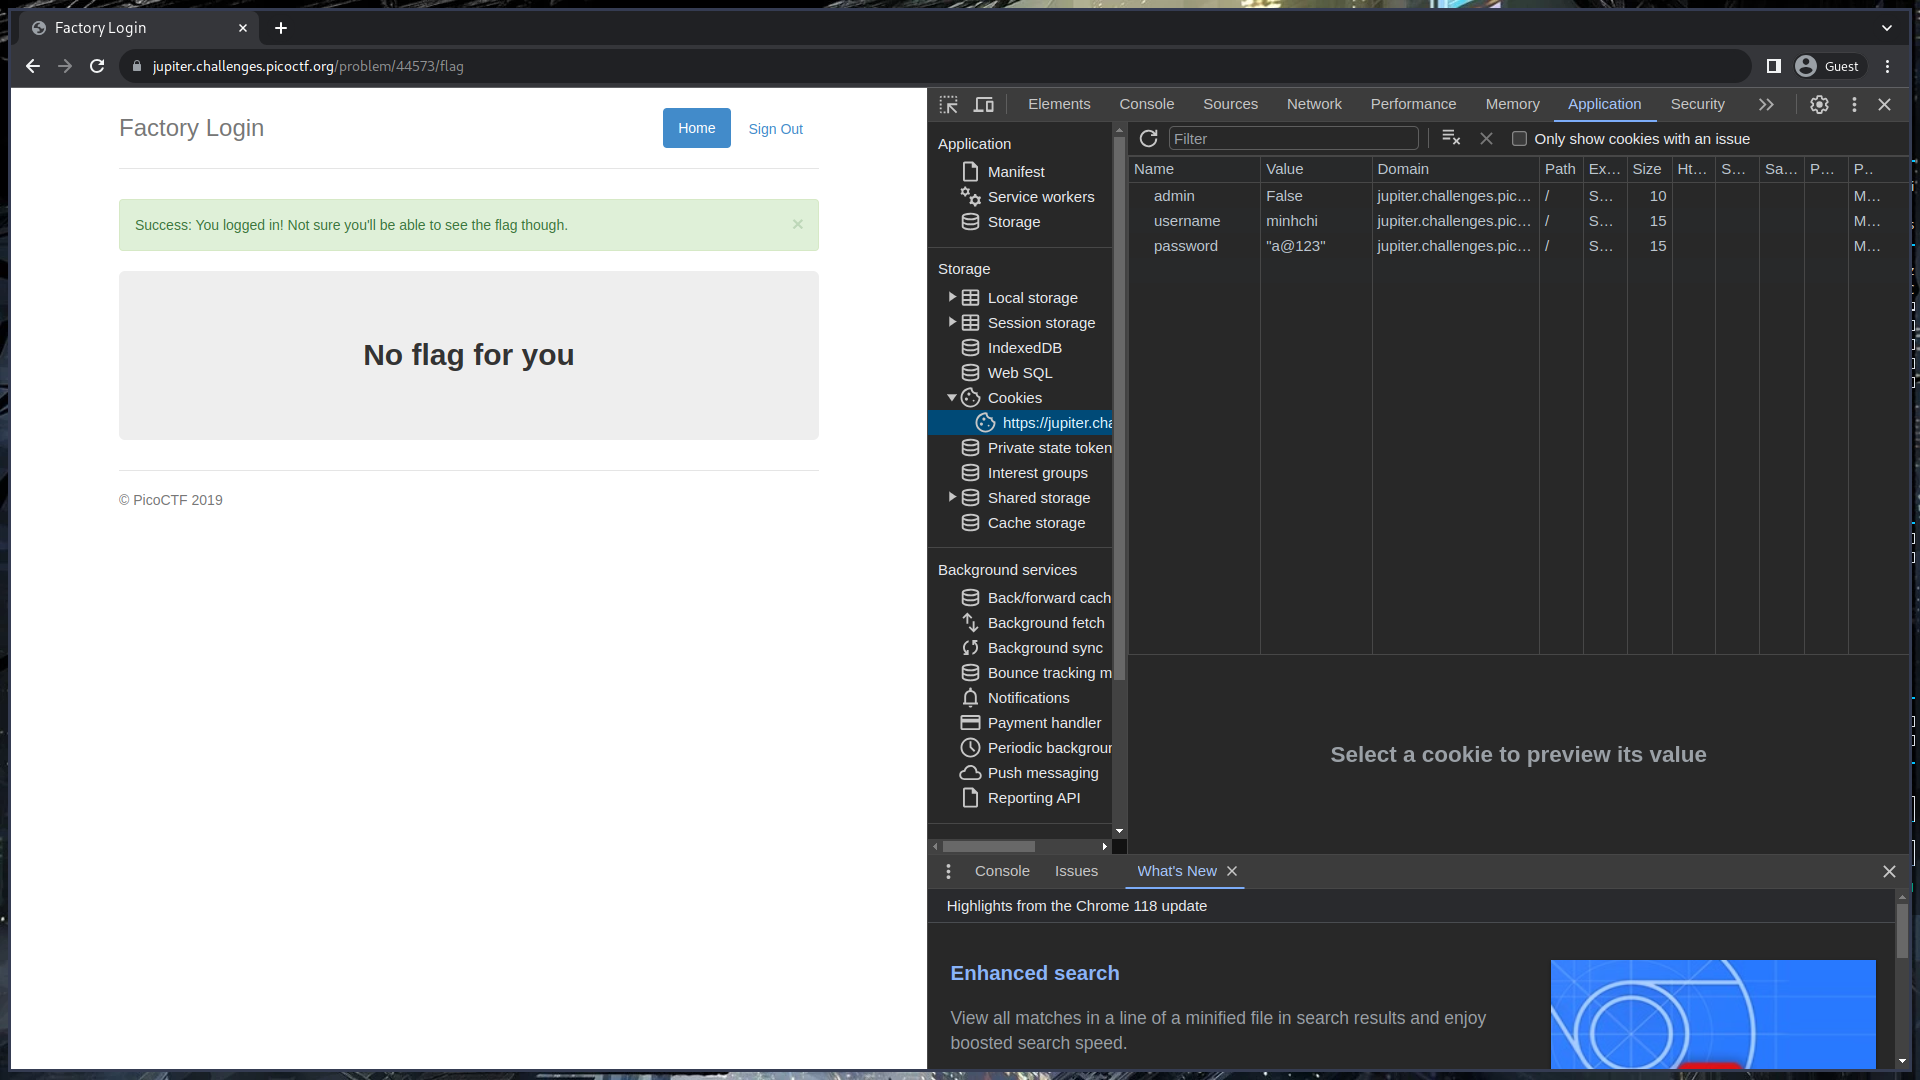 Factory Login
jupiter.challenges.picoctf.org/problem/44573/flag
Guest
Factory Login
Home
Sign Out
Success: You logged in! Not sure you'll be able to see the flag though.
×
No flag for you
© PicoCTF 2019
Elements Console Sources Network Performance Memory Application Security
Application
Manifest
Service workers
Storage
Storage
Local storage
Session storage
IndexedDB
Web SQL
Cookies
https://jupiter.cha
Private state token
Interest groups
Shared storage
Cache storage
Background services
Back/forward cach
Background fetch
Background sync
Bounce tracking m
Notifications
Payment handler
Periodic backgrour
Push messaging
Reporting API
Filter
Only show cookies with an issue
Name Value Domain Path Ex... Size Ht... S... Sa... P... P..
admin False jupiter.challenges.pic... / S... 10 M...
username minhchi jupiter.challenges.pic... / S... 15 M...
password "a@123" jupiter.challenges.pic... / S... 15 M...
Select a cookie to preview its value
Console Issues What's New
Highlights from the Chrome 118 update
Enhanced search
View all matches in a line of a minified file in search results and enjoy
boosted search speed.